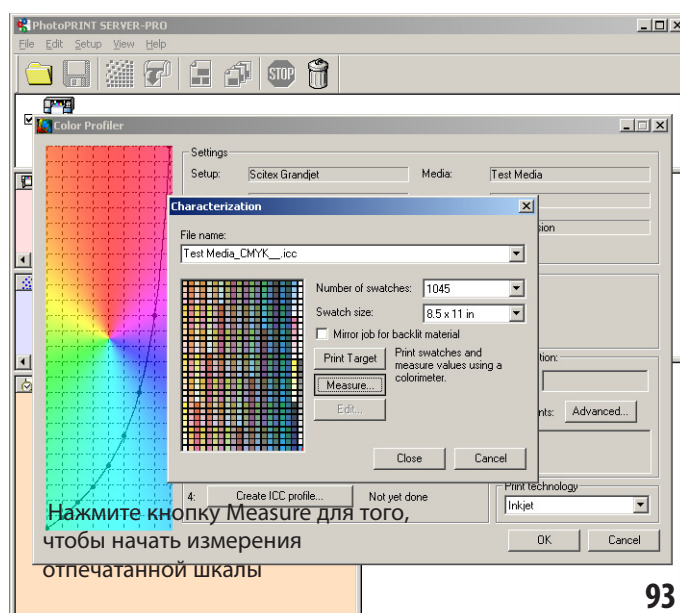 PhotoPRINT SERVER-PRO
File Edit Setup View Help
STOP
Color Profiler
Settings
Setup: Scitex Grandjet Media: Test Media
Characterization
File name:
Test Media_CMYK__.icc
Number of swatches: 1045
Swatch size: 8.5 x 11 in
Mirror job for backlit material
Print Target
Print swatches and
measure values using a
colorimeter.
Measure...
Edit...
Advanced...
Close Cancel
4: Create ICC profile... Not yet done
Print technology
Inkjet
OK Cancel
Нажмите кнопку Measure для того,
чтобы начать измерения
отпечатанной шкалы
93